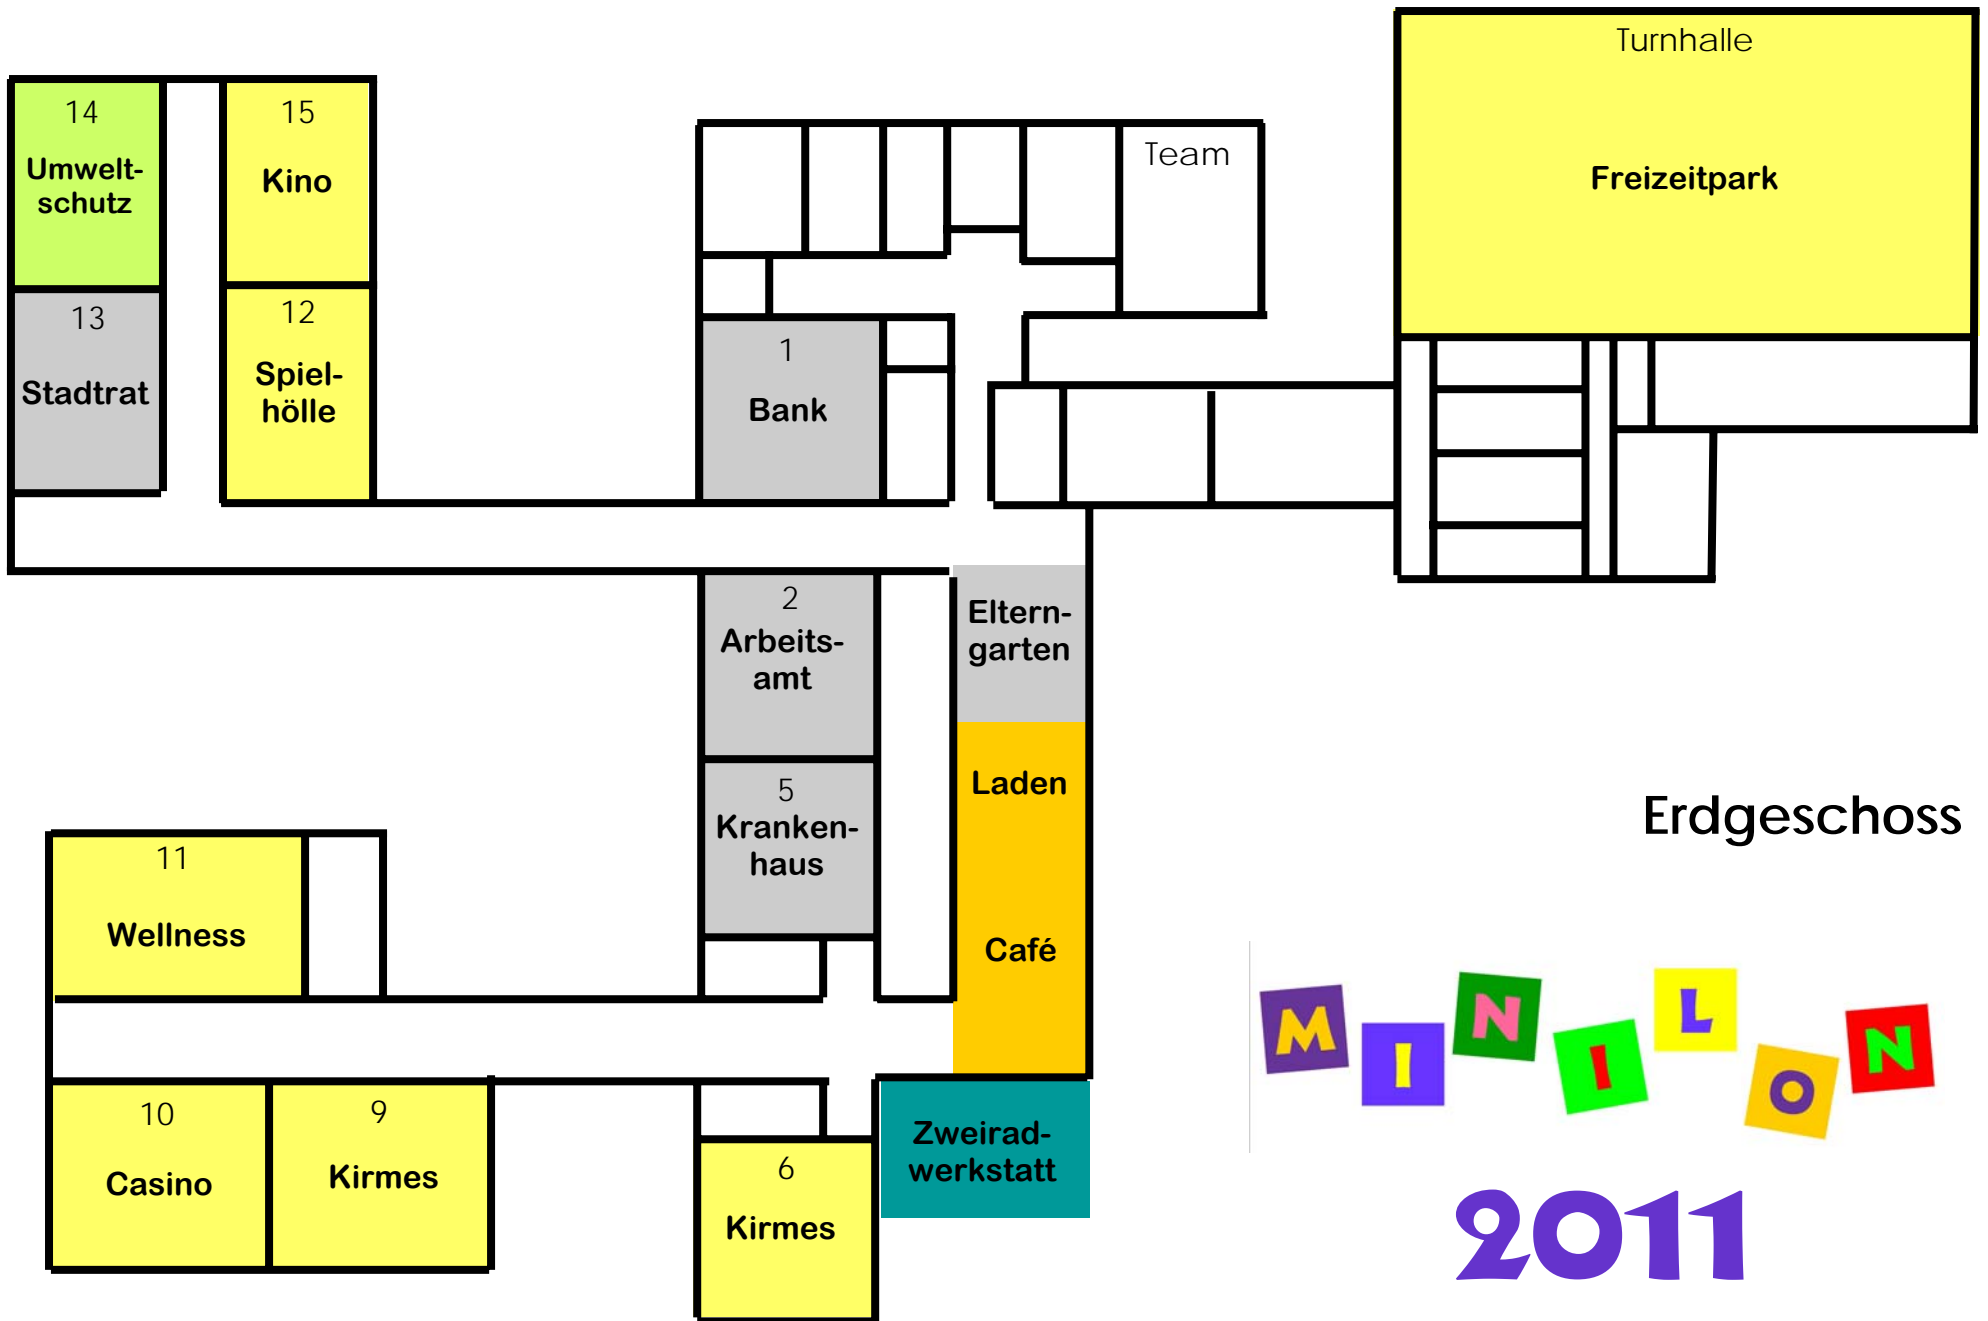 Turnhalle
Freizeitpark
14
Umwelt-
schutz
15
Kino
Team
13
Stadtrat
12
Spiel-
hölle
1
Bank
2
Arbeits-
amt
Eltern-
garten
5
Kranken-
haus
Laden
Café
Erdgeschoss
11
Wellness
MINILON
2011
10
Casino
9
Kirmes
6
Kirmes
Zweirad-
werkstatt